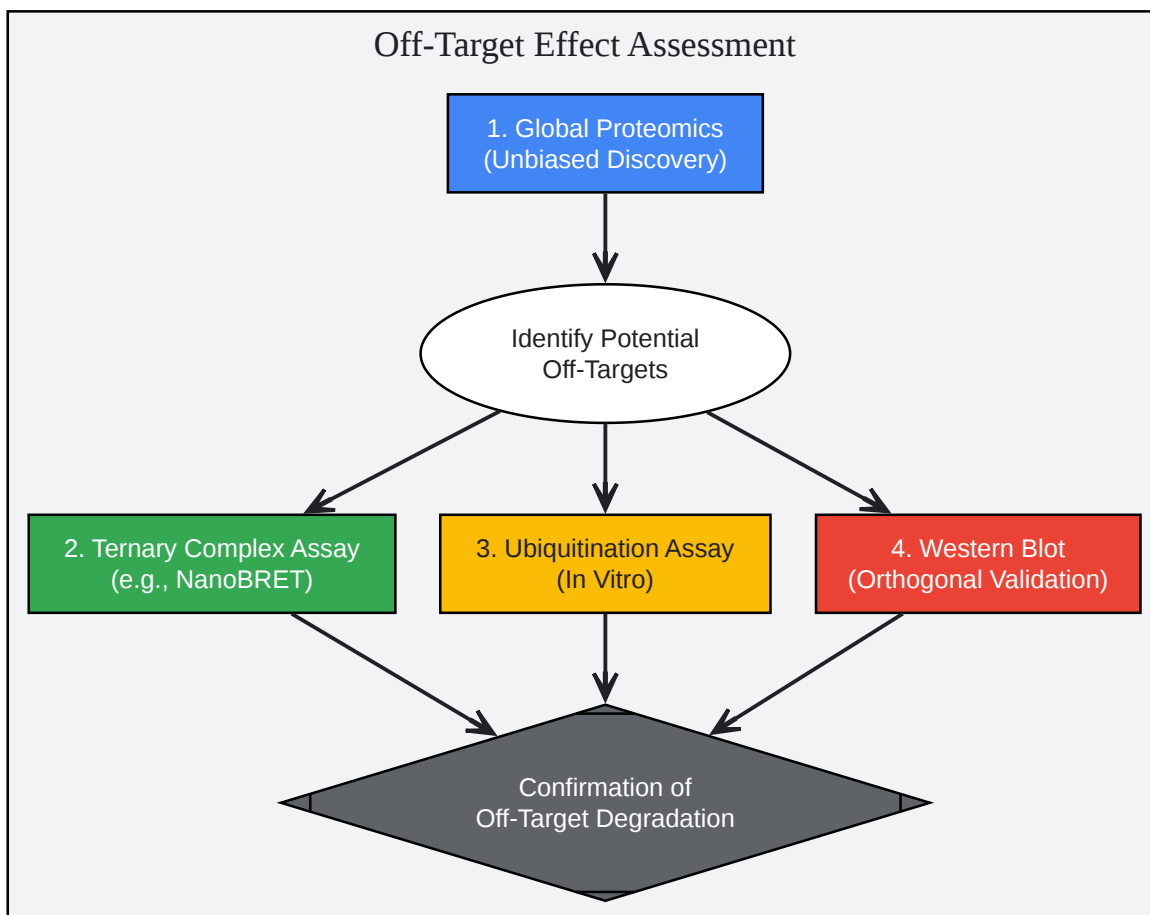 Off-Target Effect Assessment
1. Global Proteomics
(Unbiased Discovery)
Identify Potential
Off-Targets
2. Ternary Complex Assay
(e.g., NanoBRET)
3. Ubiquitination Assay
(In Vitro)
4. Western Blot
(Orthogonal Validation)
Confirmation of
Off-Target Degradation